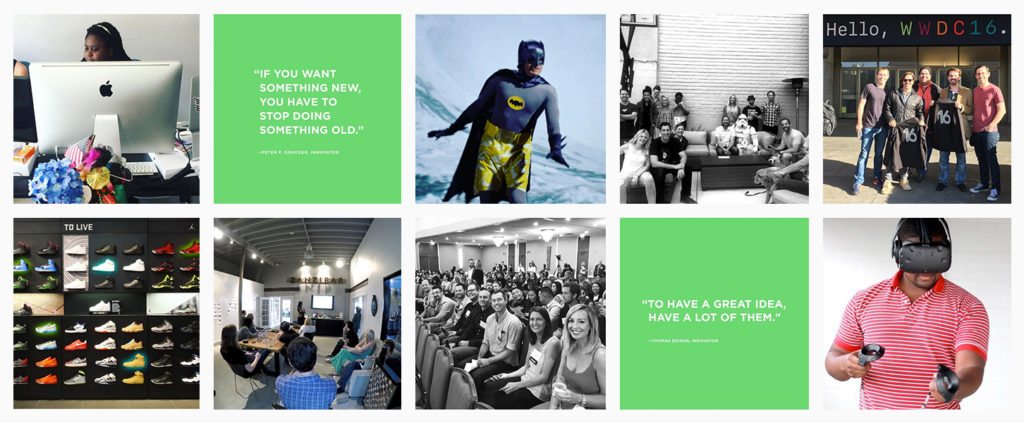 “IF YOU WANT
SOMETHING NEW,
YOU HAVE TO
STOP DOING
SOMETHING OLD.”
–PETER F. DRUCKER, INNOVATOR
Hello, WWDC16.
16
16
TO LIVE
ZANZIBAR
“TO HAVE A GREAT IDEA,
HAVE A LOT OF THEM.”
–THOMAS EDISON, INNOVATOR